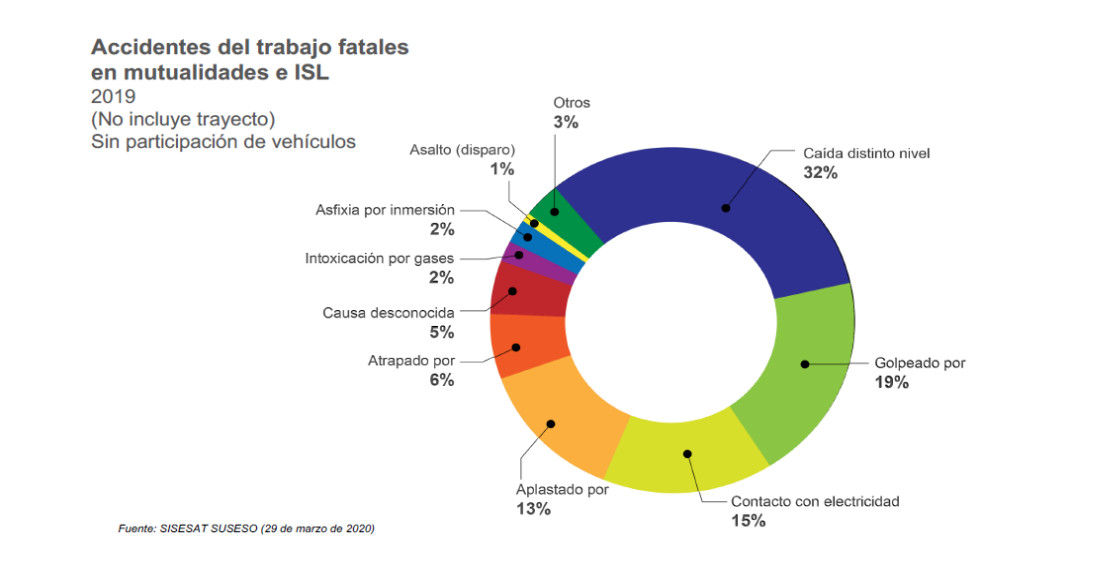 Accidentes del trabajo fatales
en mutualidades e ISL
2019
(No incluye trayecto)
Sin participación de vehículos
Otros
3%
Asalto (disparo)
1%
Caída distinto nivel
32%
Asfixia por inmersión
2%
Intoxicación por gases
2%
Causa desconocida
5%
Atrapado por
6%
Golpeado por
19%
Aplastado por
13%
Contacto con electricidad
15%
Fuente: SISESAT SUSESO (29 de marzo de 2020)